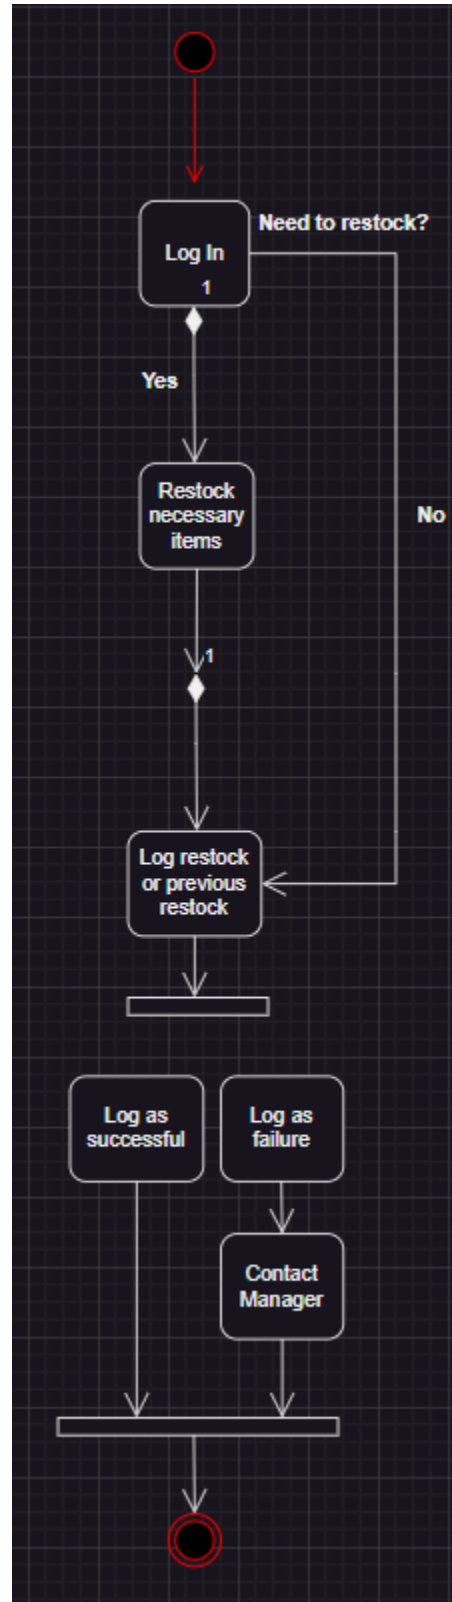 Need to restock?
Log In
1
Yes
Restock
necessary
items
No
1
Log restock
or previous
restock
Log as
successful
Log as
failure
Contact
Manager